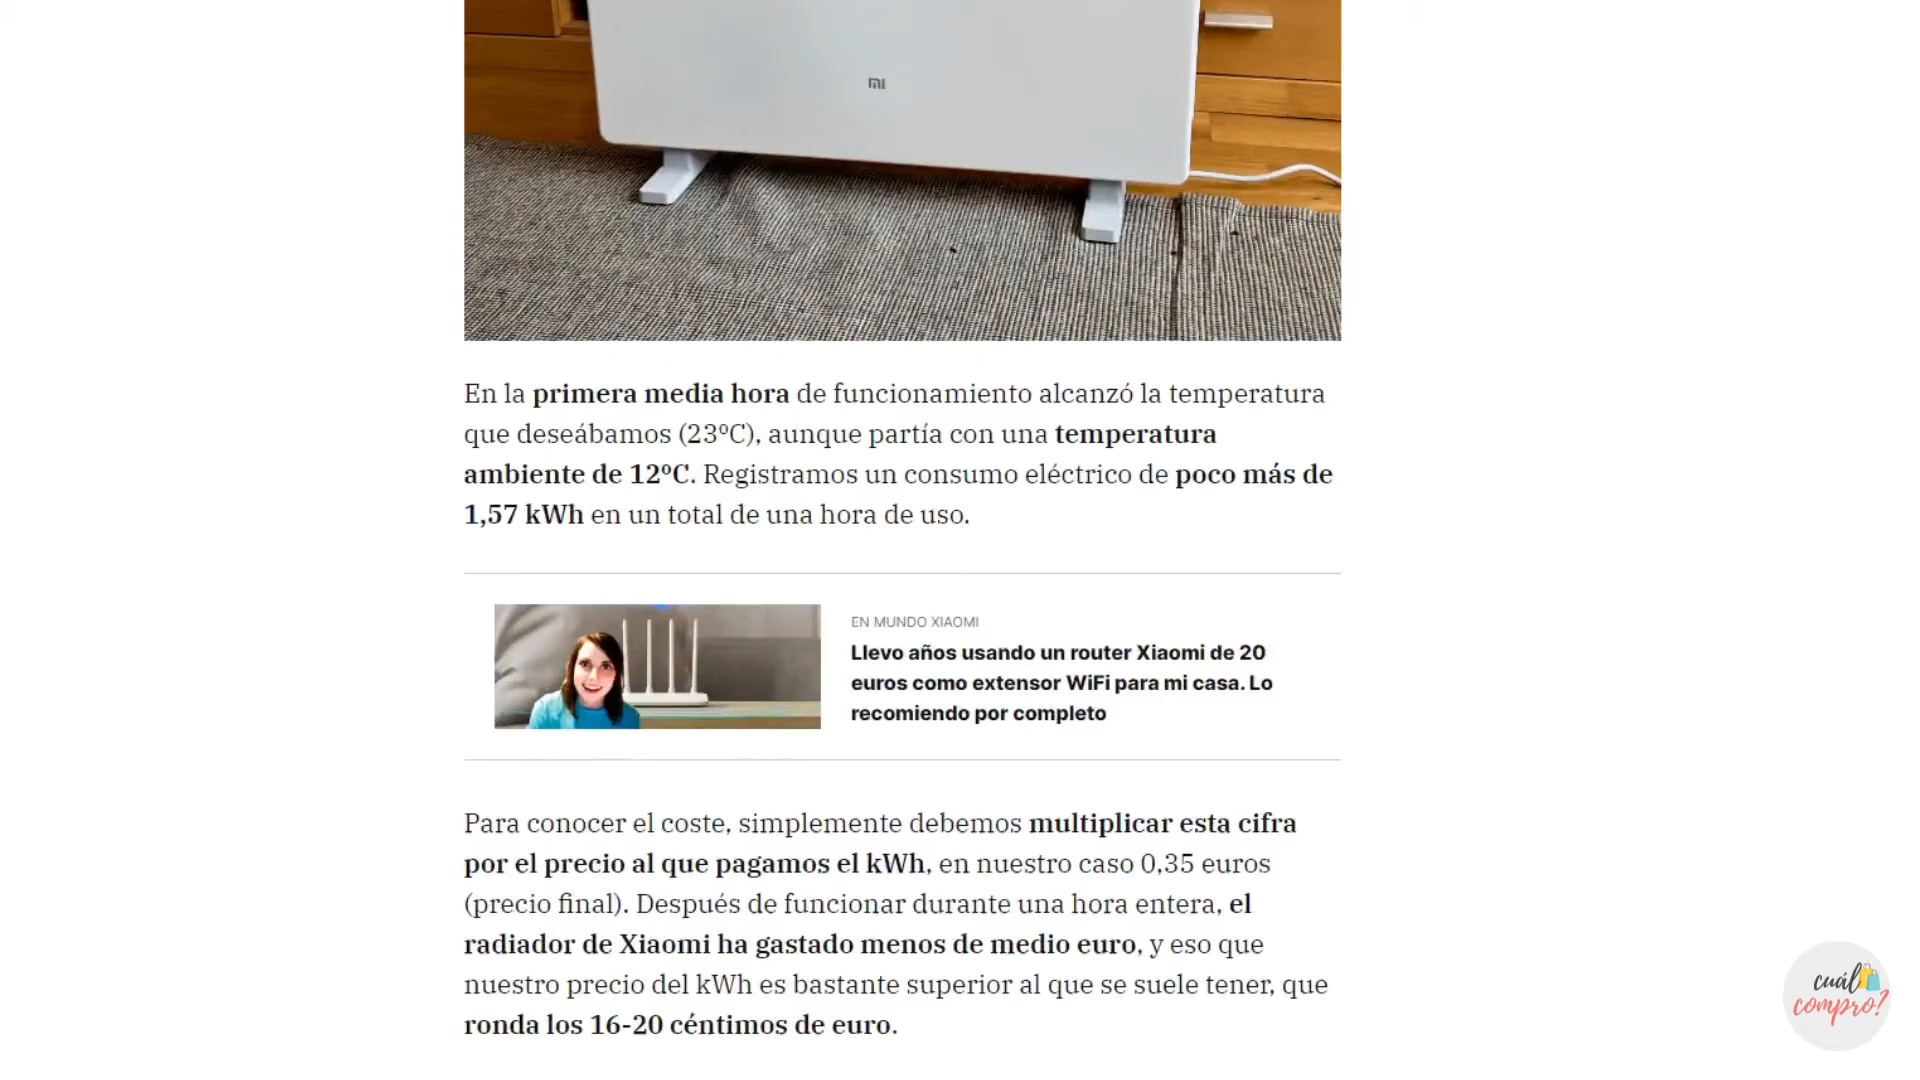 mi
En la primera media hora de funcionamiento alcanzó la temperatura
que deseábamos (23ºC), aunque partía con una temperatura
ambiente de 12ºC. Registramos un consumo eléctrico de poco más de
1,57 kWh en un total de una hora de uso.
EN MUNDO XIAOMI
Llevo años usando un router Xiaomi de 20
euros como extensor WiFi para mi casa. Lo
recomiendo por completo
Para conocer el coste, simplemente debemos multiplicar esta cifra
por el precio al que pagamos el kWh, en nuestro caso 0,35 euros
(precio final). Después de funcionar durante una hora entera, el
radiador de Xiaomi ha gastado menos de medio euro, y eso que
nuestro precio del kWh es bastante superior al que se suele tener, que
ronda los 16-20 céntimos de euro.
cuál
compro?